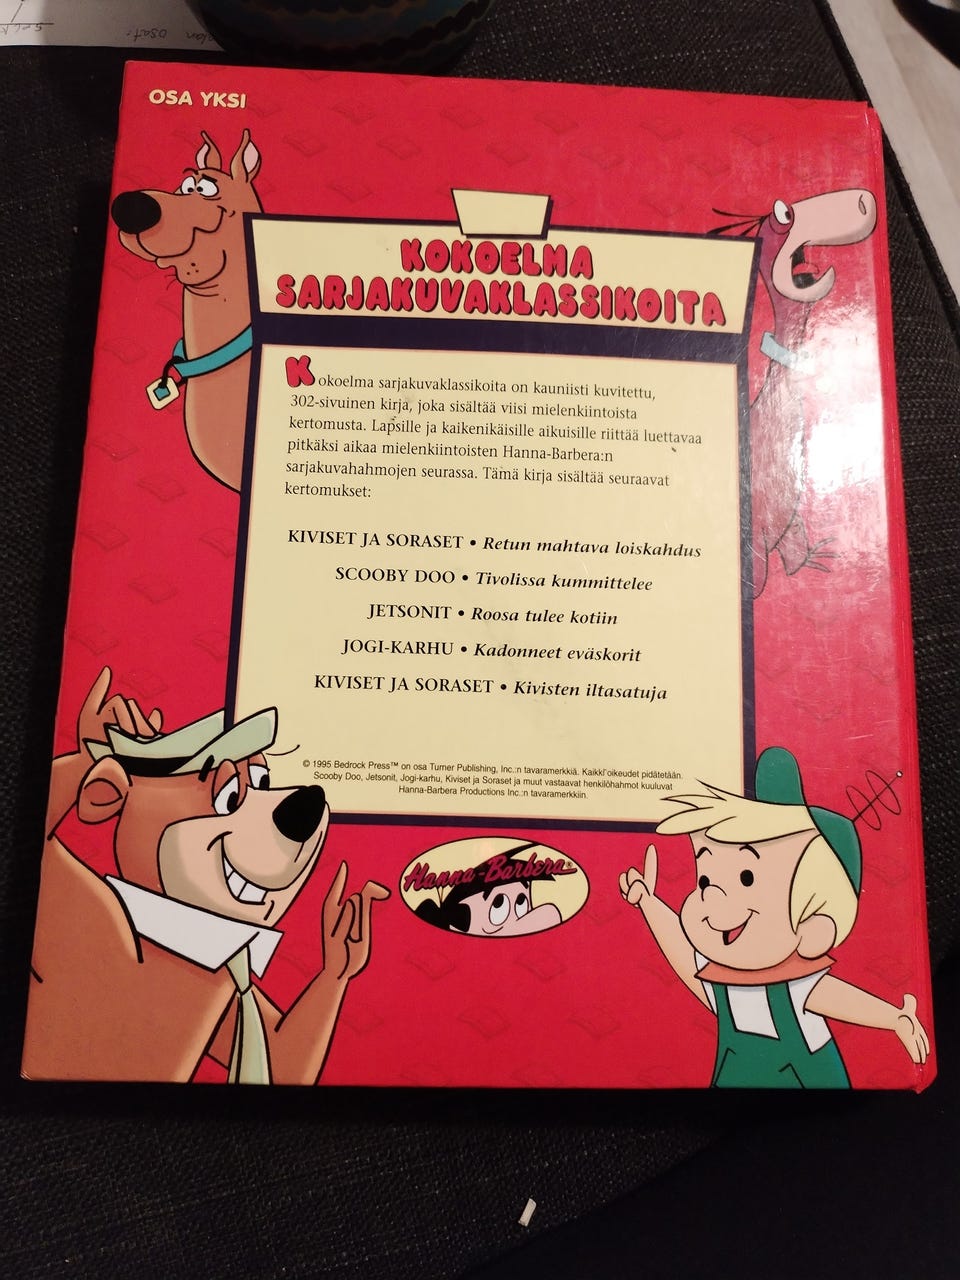 osat:
OSA YKSI
KOKOELMA
SARJAKUVAKLASSIKOITA
Kokoelma sarjakuvaklassikoita on kauniisti kuvitettu,
302-sivuinen kirja, joka sisältää viisi mielenkiintoista
kertomusta. Lapsille ja kaikenikäisille aikuisille riittää luettavaa
pitkäksi aikaa mielenkiintoisten Hanna-Barbera:n
sarjakuvahahmojen seurassa. Tämä kirja sisältää seuraavat
kertomukset:
KIVISET JA SORASET • Retun mahtava loiskahdus
SCOOBY DOO • Tivolissa kummittelee
JETSONIT • Roosa tulee kotiin
JOGI-KARHU • Kadonneet eväskorit
KIVISET JA SORASET • Kivisten iltasatuja
© 1995 Bedrock Press™ on osa Turner Publishing, Inc.:n tavaramerkkiä. Kaikki oikeudet pidätetään.
Scooby Doo, Jetsonit, Jogi-karhu, Kiviset ja Soraset ja muut vastaavat henkilöhahmot kuuluvat
Hanna-Barbera Productions Inc.:n tavaramerkkiin.
Hanna-Barbera®